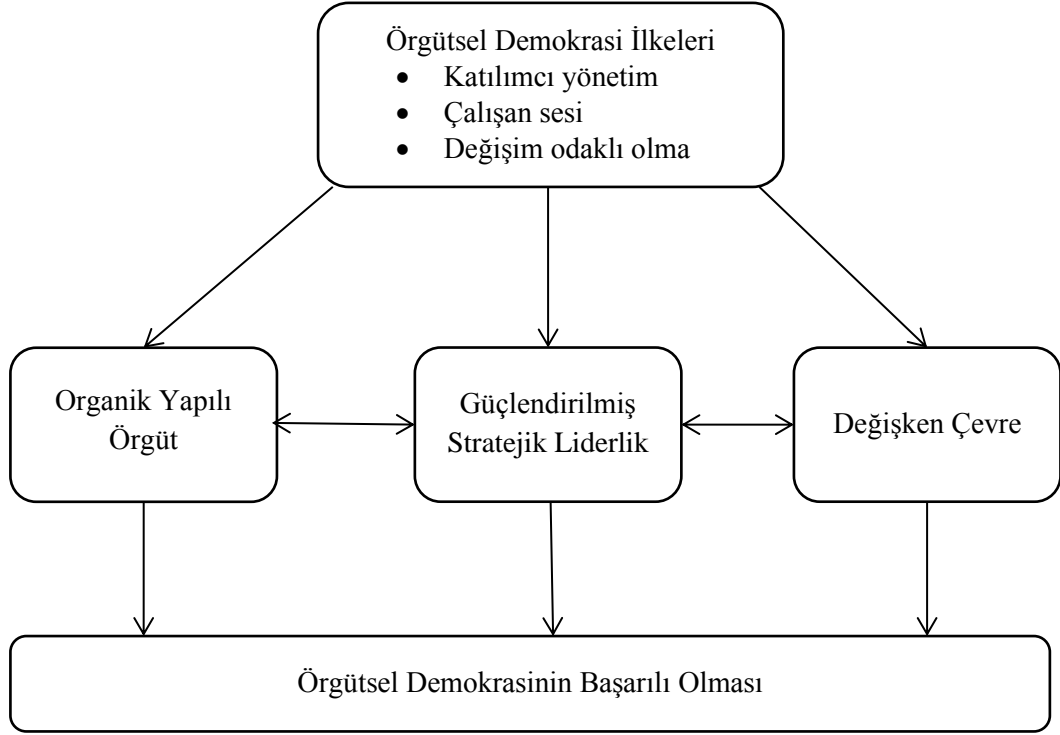 Örgütsel Demokrasi İlkeleri
• Katılımcı yönetim
• Çalışan sesi
• Değişim odaklı olma
Organik Yapılı
Örgüt
Güçlendirilmiş
Stratejik Liderlik
Değişken Çevre
Örgütsel Demokrasinin Başarılı Olması